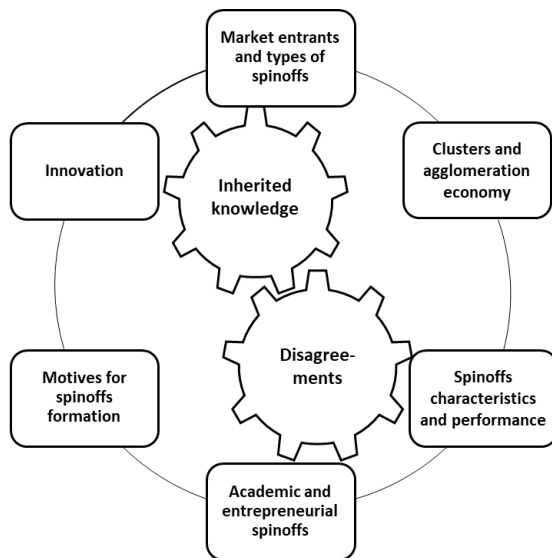 Market entrants
and types of
spinoffs
Innovation
Clusters and
agglomeration
economy
Inherited
knowledge
Disagree-
ments
Motives for
spinoffs
formation
Spinoffs
characteristics
and performance
Academic and
entrepreneurial
spinoffs